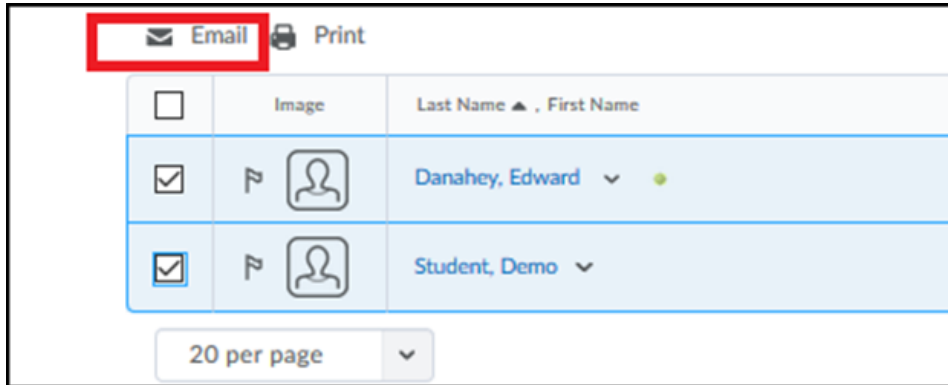 Email Print
Image Last Name ▲ , First Name
Danahey, Edward
Student, Demo
20 per page